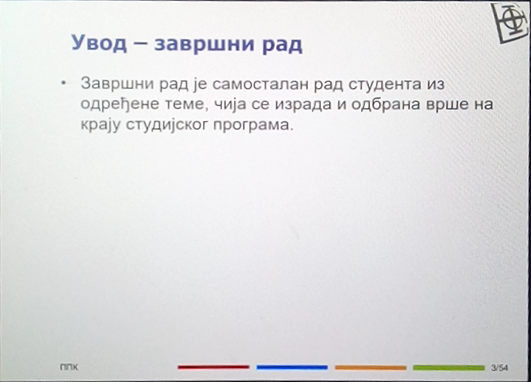 Увод – завршни рад
• Завршни рад је самосталан рад студента из
одређене теме, чија се израда и одбрана врше на
крају студијског програма.
ППК
3/54